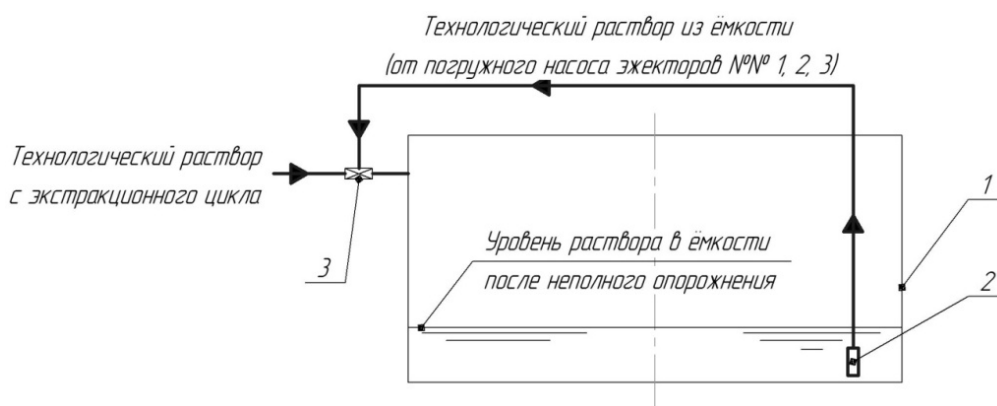 Технологический раствор из ёмкости
(от погружного насоса эжекторов №№ 1, 2, 3)
Технологический раствор
с экстракционного цикла
3
Уровень раствора в ёмкости
после неполного опорожнения
1
2